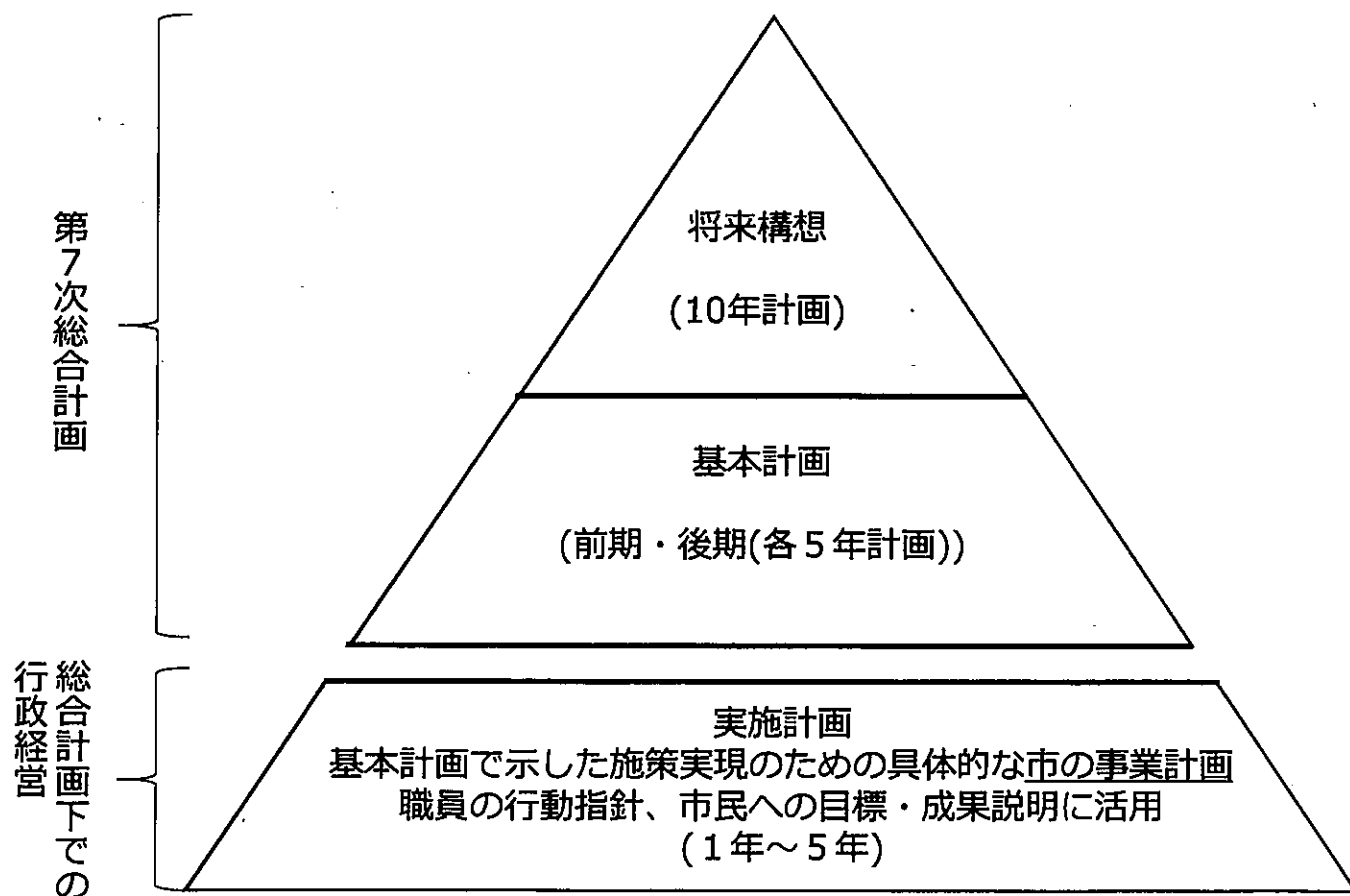 第7次総合計画
将来構想
(10年計画)
基本計画
(前期・後期(各５年計画))
総合計画下での
行政経営
実施計画
基本計画で示した施策実現のための具体的な市の事業計画
職員の行動指針、市民への目標・成果説明に活用
(１年～５年)